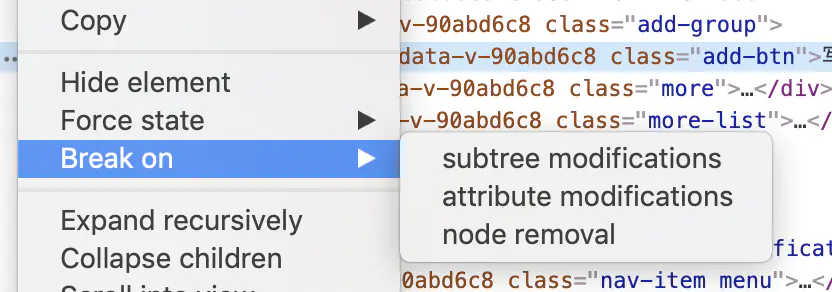 Copy ▶
v-90abd6c8 class="add-group">
data-v-90abd6c8 class="add-btn">写
Hide element
a-v-90abd6c8 class="more">…</div>
Force state ▶
-v-90abd6c8 class="more-list">…</
Break on ▶
subtree modifications
attribute modifications
node removal
Expand recursively
Collapse children
ficat
Scroll into view
0abd6c8 class="nav-item menu">…</